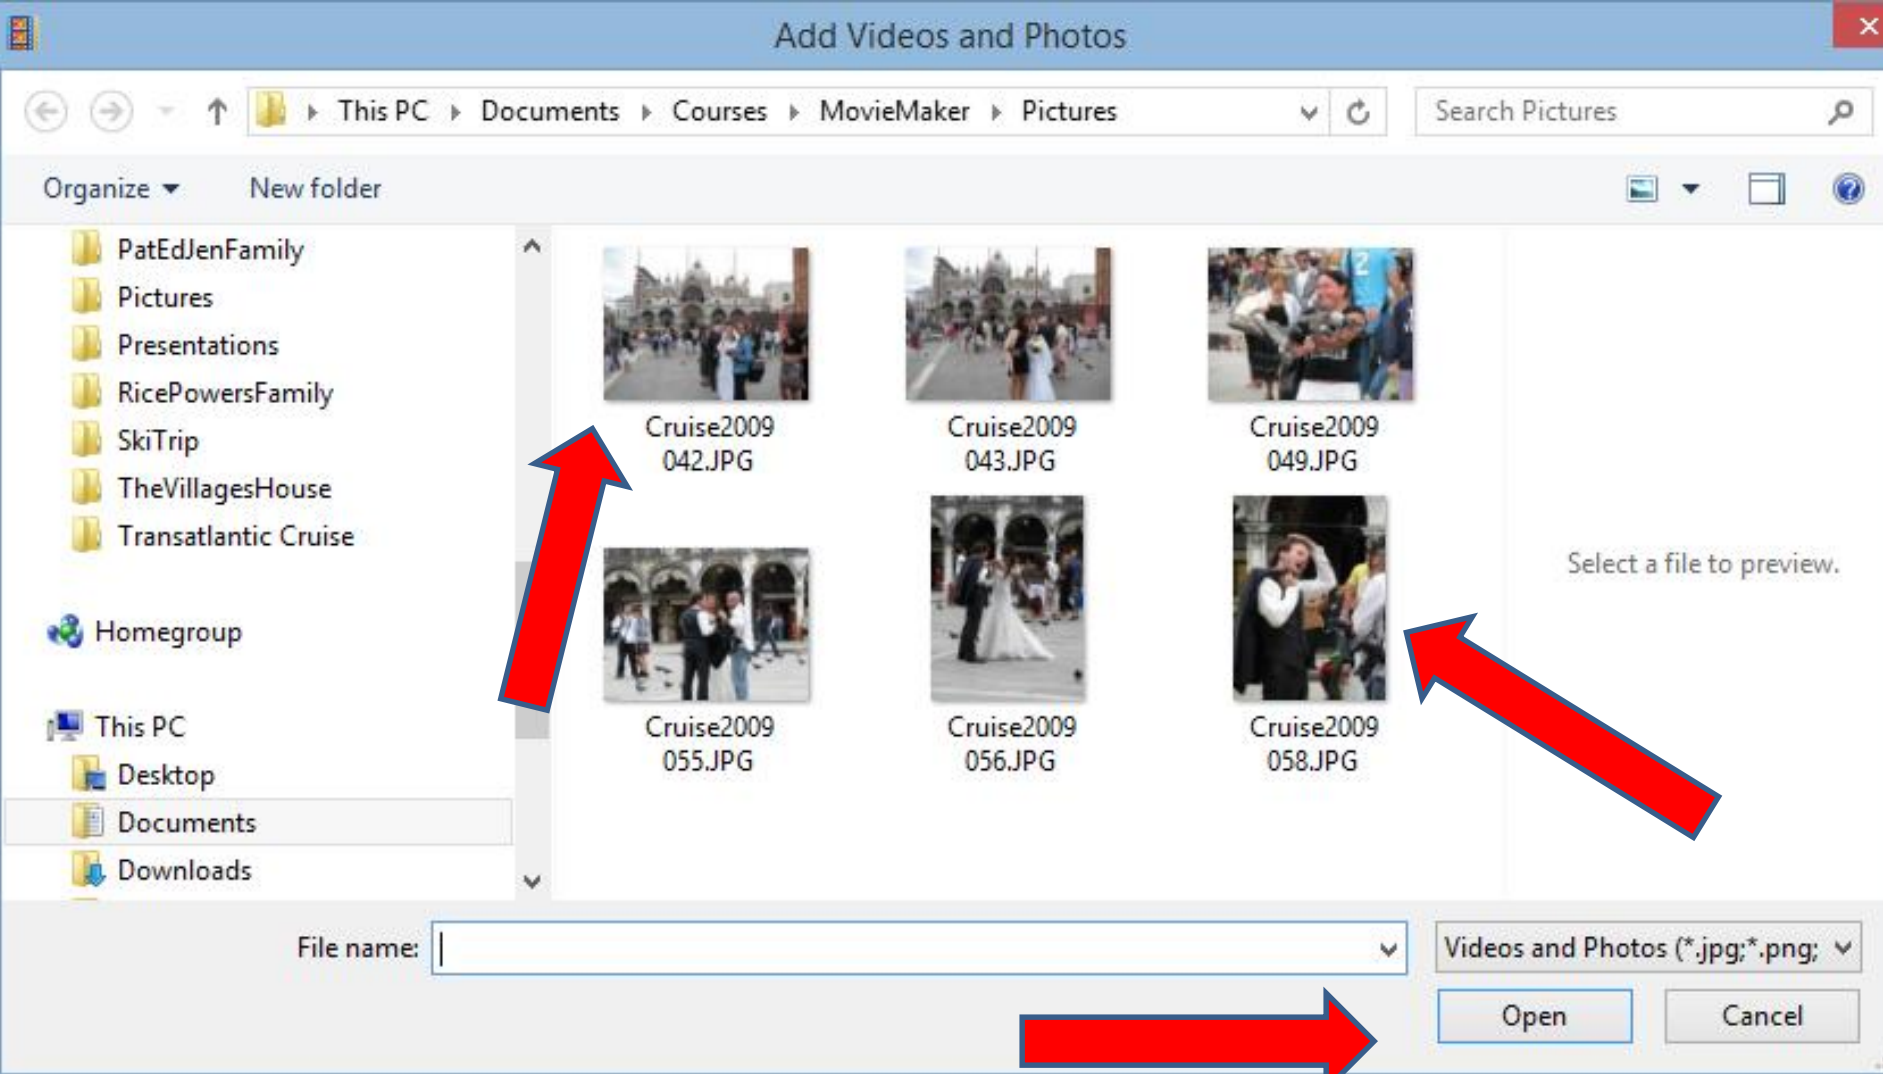 Add Videos and Photos
This PC Documents Courses MovieMaker Pictures
Search Pictures
Organize
New folder
PatEdJenFamily
Pictures
Presentations
RicePowersFamily
SkiTrip
TheVillagesHouse
Transatlantic Cruise
Homegroup
This PC
Desktop
Documents
Downloads
Cruise2009
042.JPG
Cruise2009
043.JPG
2
Cruise2009
049.JPG
Cruise2009
055.JPG
Cruise2009
056.JPG
Cruise2009
058.JPG
Select a file to preview.
File name:
Videos and Photos (*.jpg;*.png;
Open
Cancel